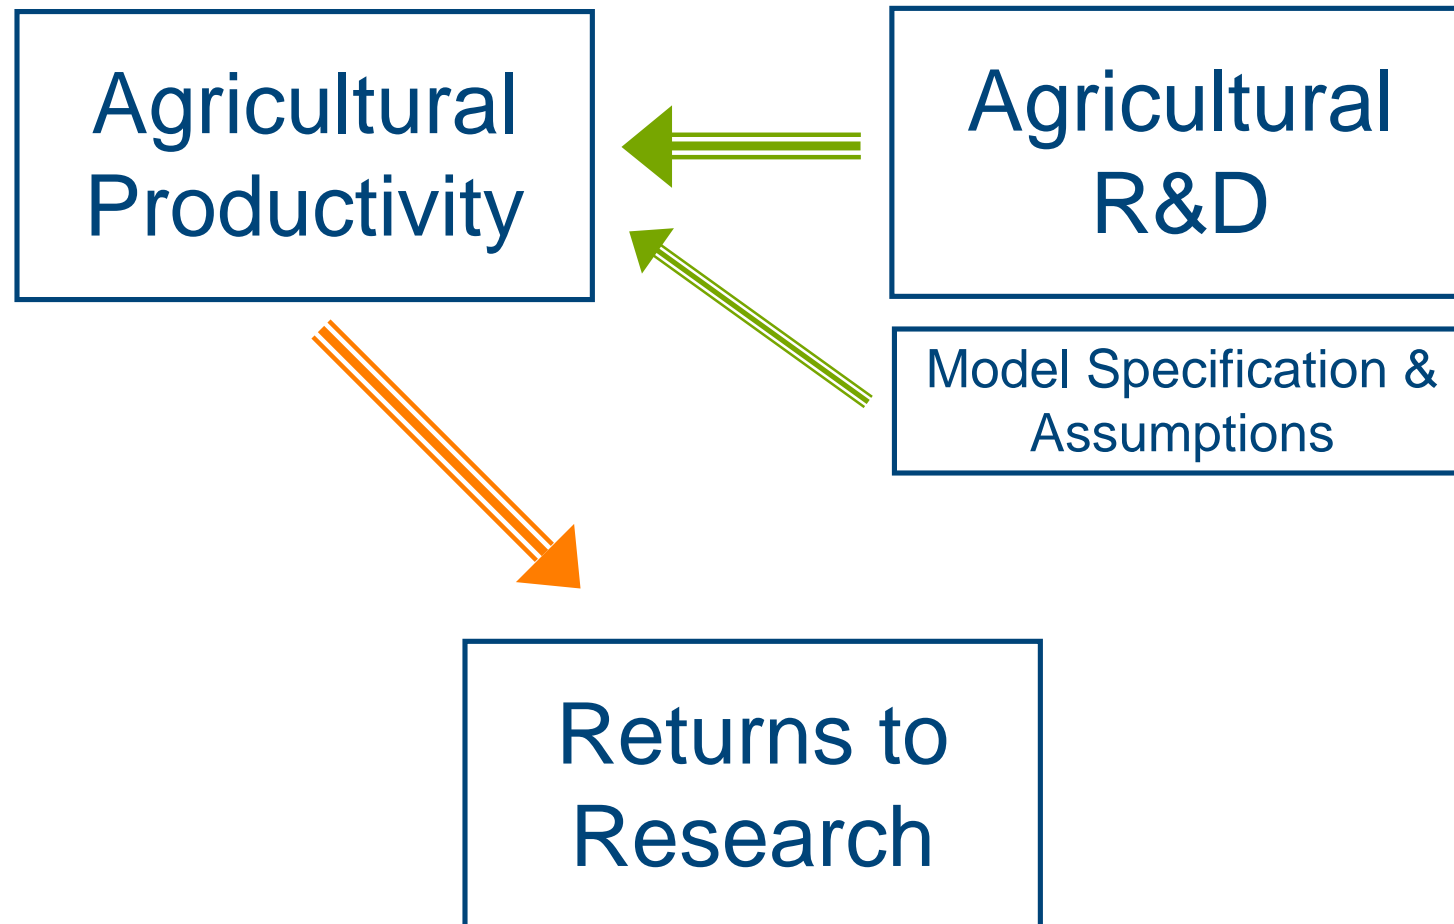 Agricultural
Productivity
Agricultural
R&D
Model Specification &
Assumptions
Returns to
Research